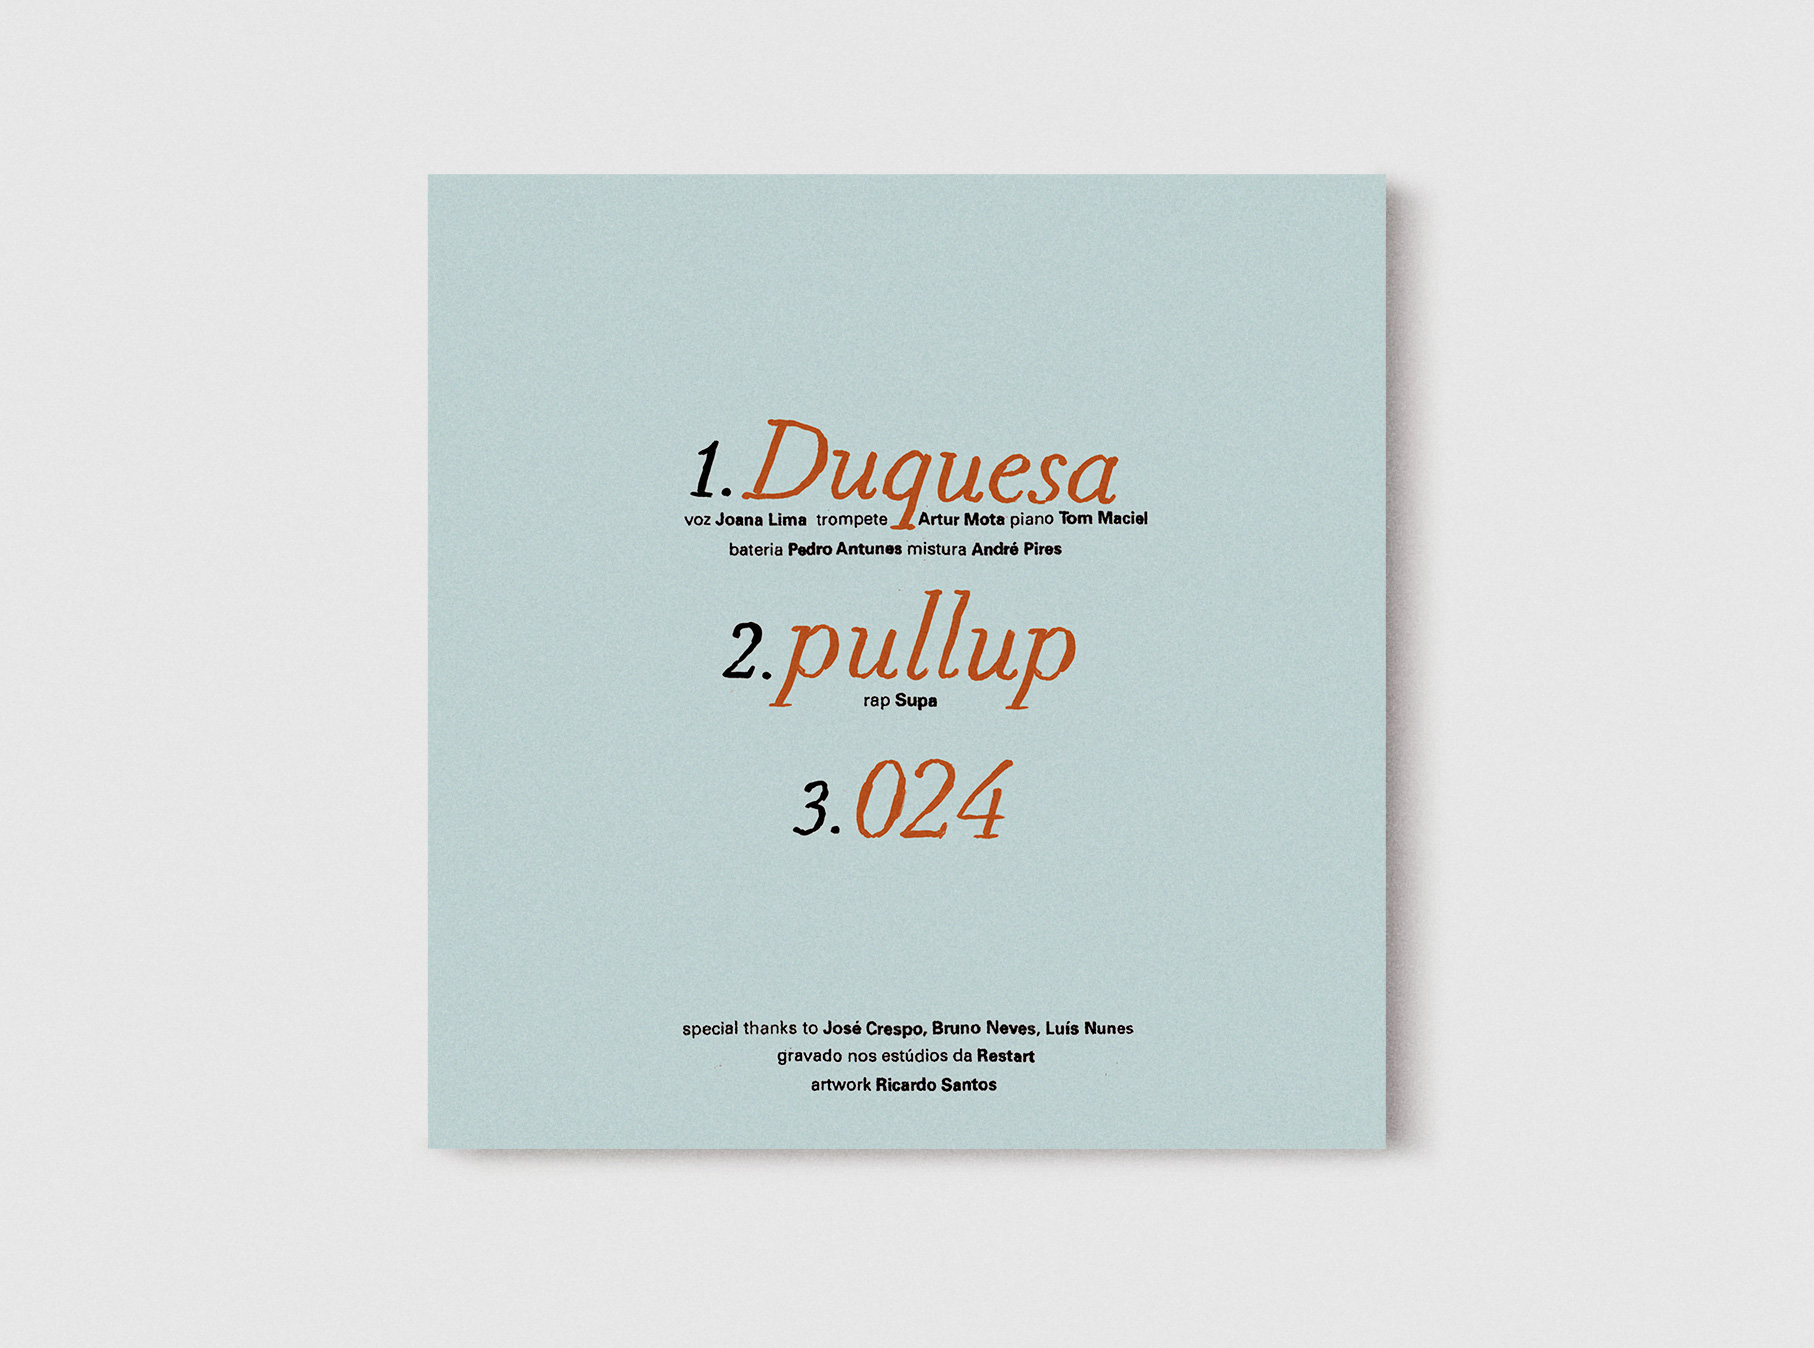 1. Duquesa
voz Joana Lima trompete Artur Mota piano Tom Maciel
bateria Pedro Antunes mistura André Pires
2. pullup
rap Supa
3. 024
special thanks to José Crespo, Bruno Neves, Luís Nunes
gravado nos estúdios da Restart
artwork Ricardo Santos